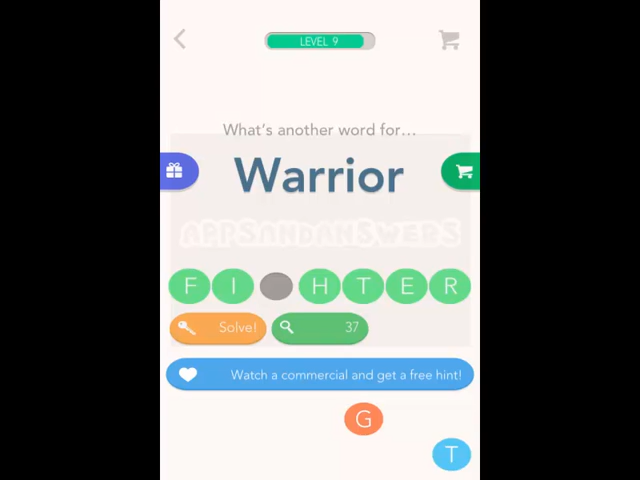 LEVEL 9
What's another word for...
Warrior
APPSANDANSWERS
F I H T E R
Solve!
37
Watch a commercial and get a free hint!
G
T